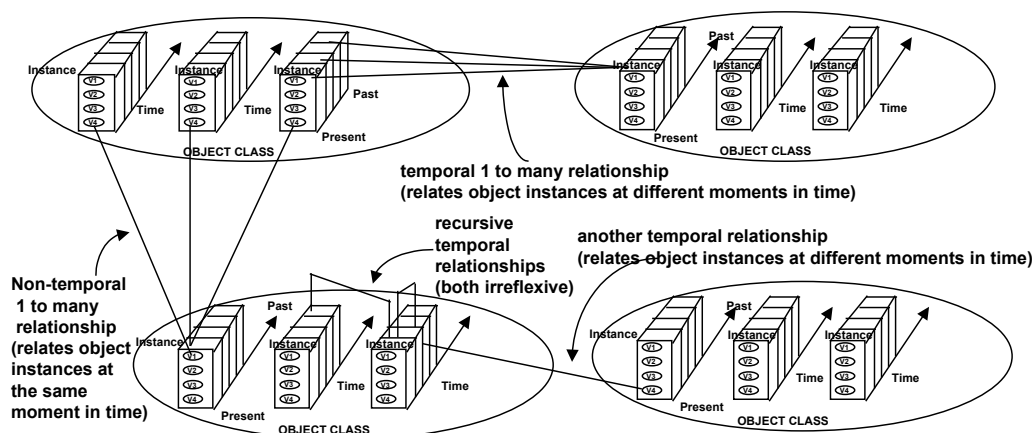 Past
Instance Instance Instance
V1 V1 V1
V2 V2 V2
V3 V3 V3
V4 V4 V4
Time Time Past
Present
OBJECT CLASS
Instance Instance Instance
V1 V1 V1
V2 V2 V2
V3 V3 V3
V4 V4 V4
Time Time Time
Present
OBJECT CLASS
temporal 1 to many relationship
(relates object instances at different moments in time)
recursive
temporal
relationships
(both irreflexive)
another temporal relationship
(relates object instances at different moments in time)
Non-temporal
1 to many
relationship
(relates object
instances at
the same
moment in time)
Past
Instance Instance Instance
V1 V1 V1
V2 V2 V2
V3 V3 V3
V4 V4 V4
Time Time
Present
OBJECT CLASS
Past
Instance Instance Instance
V1 V1 V1
V2 V2 V2
V3 V3 V3
V4 V4 V4
Time Time
Present
OBJECT CLASS